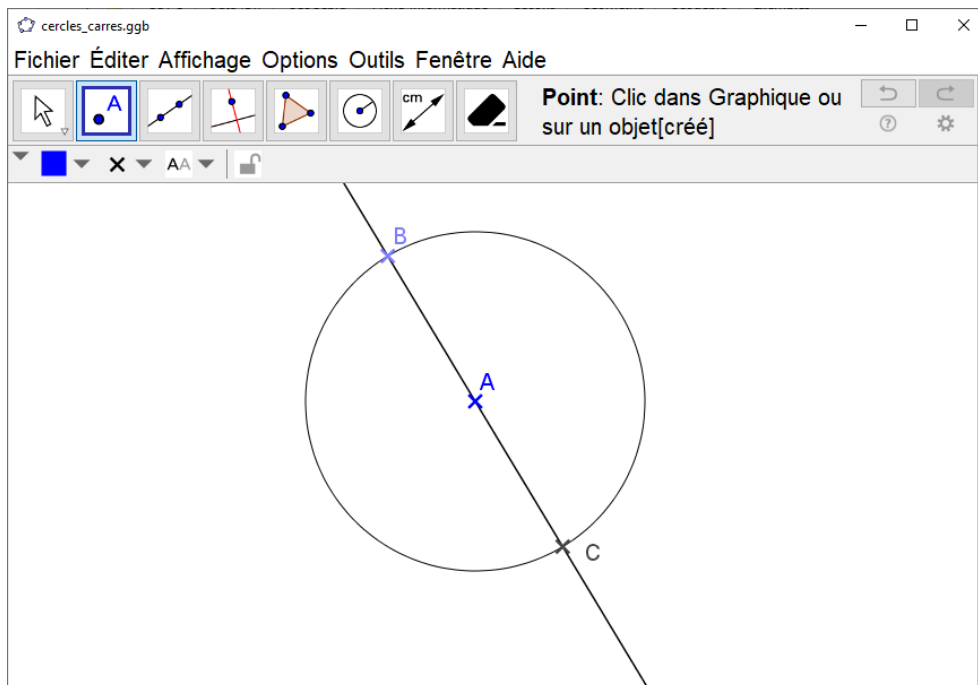 cercles_carres.ggb
Fichier Éditer Affichage Options Outils Fenêtre Aide
A
cm
Point: Clic dans Graphique ou
sur un objet[créé]
AA
B
A
C